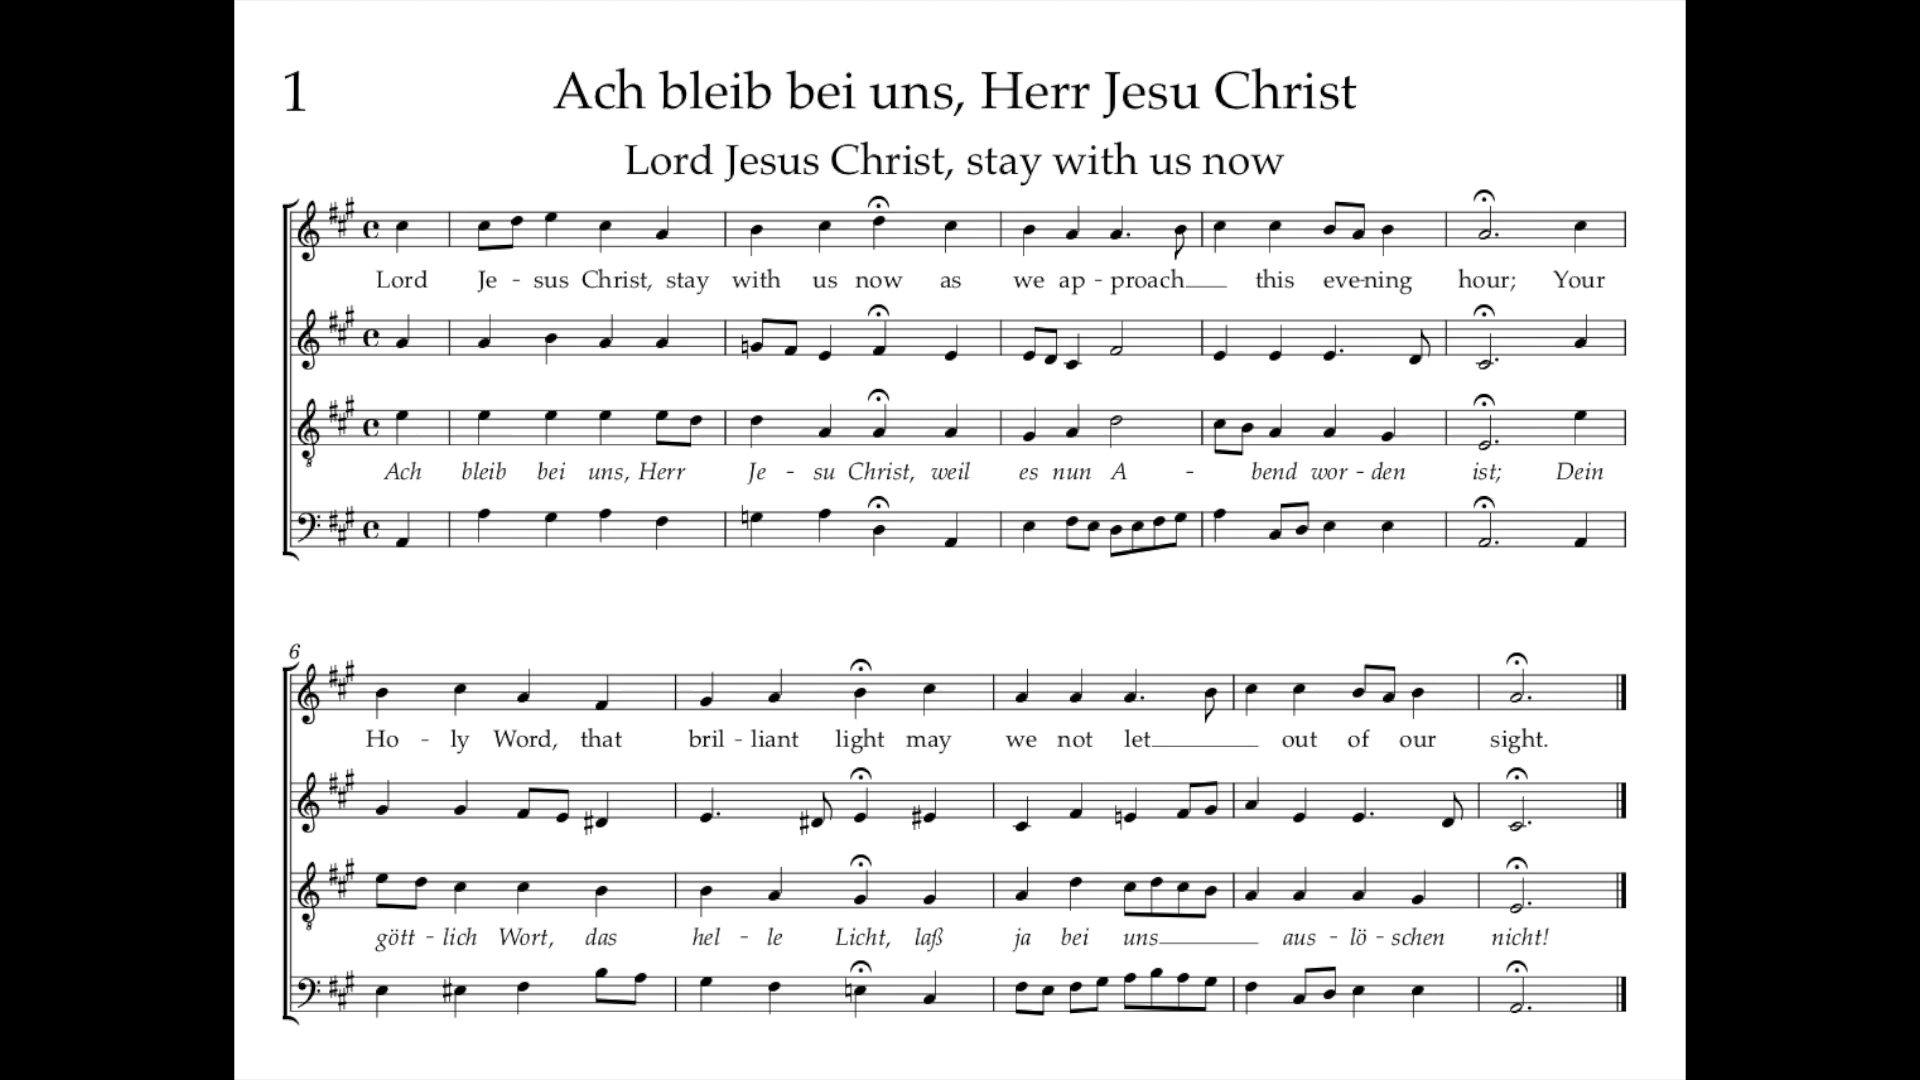 1
Ach bleib bei uns, Herr Jesu Christ
Lord Jesus Christ, stay with us now
Lord Je - sus Christ, stay with us now as we ap - proach this eve-ning hour; Your
Ach bleib bei uns, Herr Je - su Christ, weil es nun A - bend wor - den ist; Dein
6
Ho - ly Word, that bril - liant light may we not let out of our sight.
gött - lich Wort, das hel - le Licht, laß ja bei uns aus - lö - schen nicht!